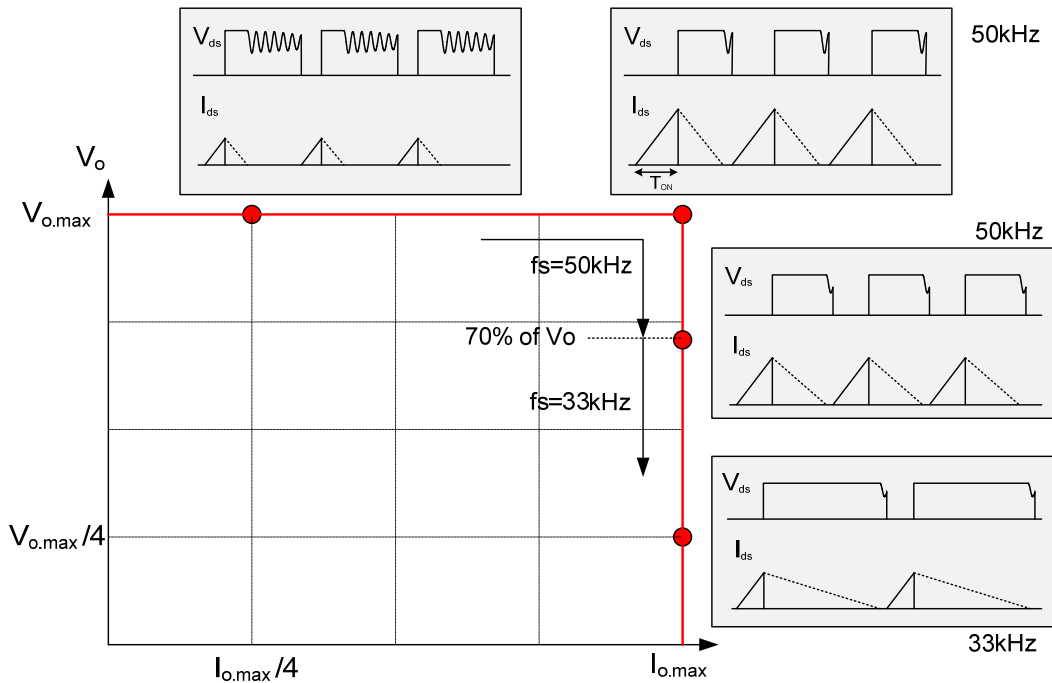 Vds
Ids
Vds
Ids
TON
50kHz
Vo
Vo.max
fs=50kHz
70% of Vo
fs=33kHz
50kHz
Vds
Ids
Vds
Ids
33kHz
Vo.max/4
Io.max/4
Io.max